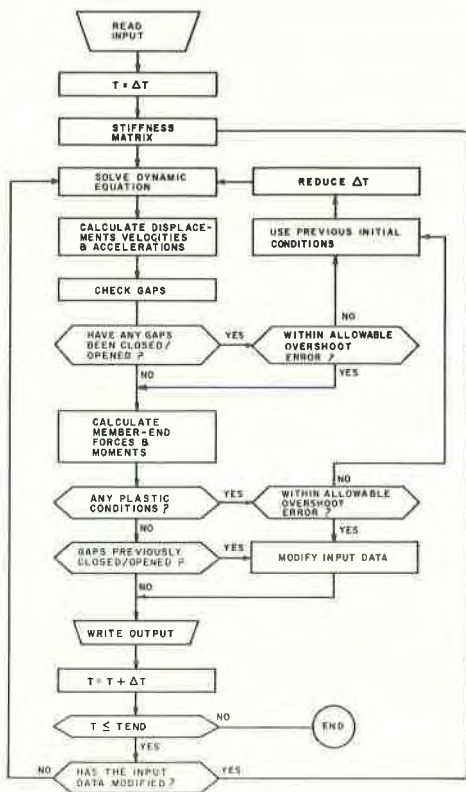 READ
INPUT
T = ΔT
STIFFNESS
MATRIX
SOLVE DYNAMIC
EQUATION
REDUCE ΔT
CALCULATE DISPLACE-
MENTS VELOCITIES
& ACCELERATIONS
USE PREVIOUS INITIAL
CONDITIONS
CHECK GAPS
NO
HAVE ANY GAPS
BEEN CLOSED/
OPENED ?
YES
WITHIN ALLOWABLE
OVERSHOOT
ERROR ?
NO
YES
CALCULATE
MEMBER-END
FORCES &
MOMENTS
NO
ANY PLASTIC
CONDITIONS ?
YES
WITHIN ALLOWABLE
OVERSHOOT
ERROR ?
NO
YES
GAPS PREVIOUSLY
CLOSED/OPENED ?
YES
MODIFY INPUT DATA
NO
WRITE OUTPUT
T = T + ΔT
T ≤ TEND
NO
END
YES
NO
HAS THE INPUT
DATA MODIFIED ?
YES